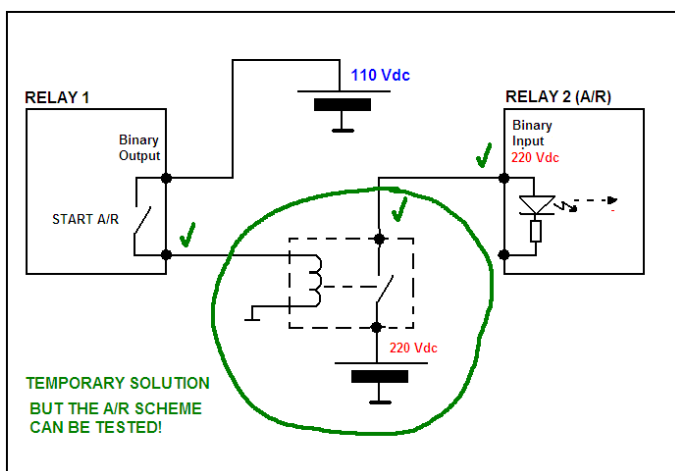 110 Vdc
RELAY 1
RELAY 2 (A/R)
Binary
Output
Binary
Input
220 Vdc
START A/R
220 Vdc
TEMPORARY SOLUTION
BUT THE A/R SCHEME
CAN BE TESTED!